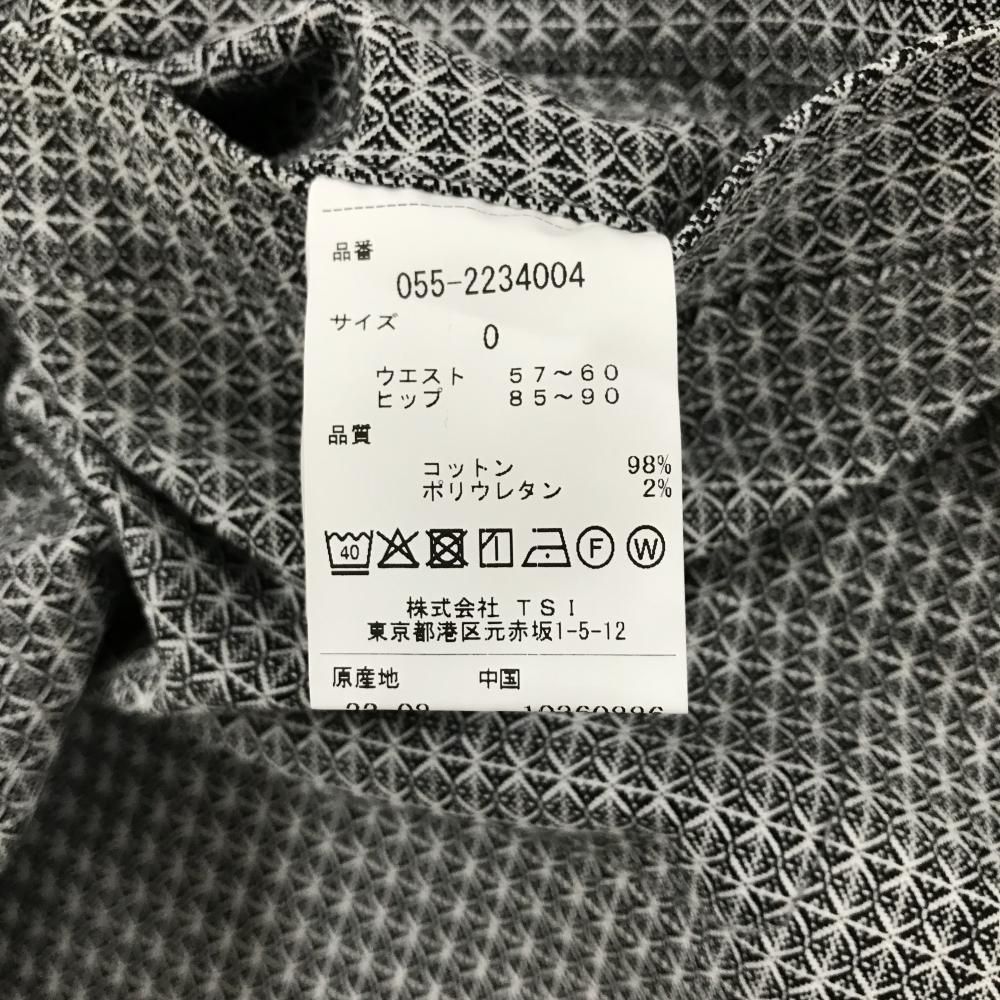 品番
055-2234004
サイズ
0
ウエスト 57~60
ヒップ 85~90
品質
コットン 98%
ポリウレタン 2%
40 F W
株式会社 TSI
東京都港区元赤坂1-5-12
原産地 中国